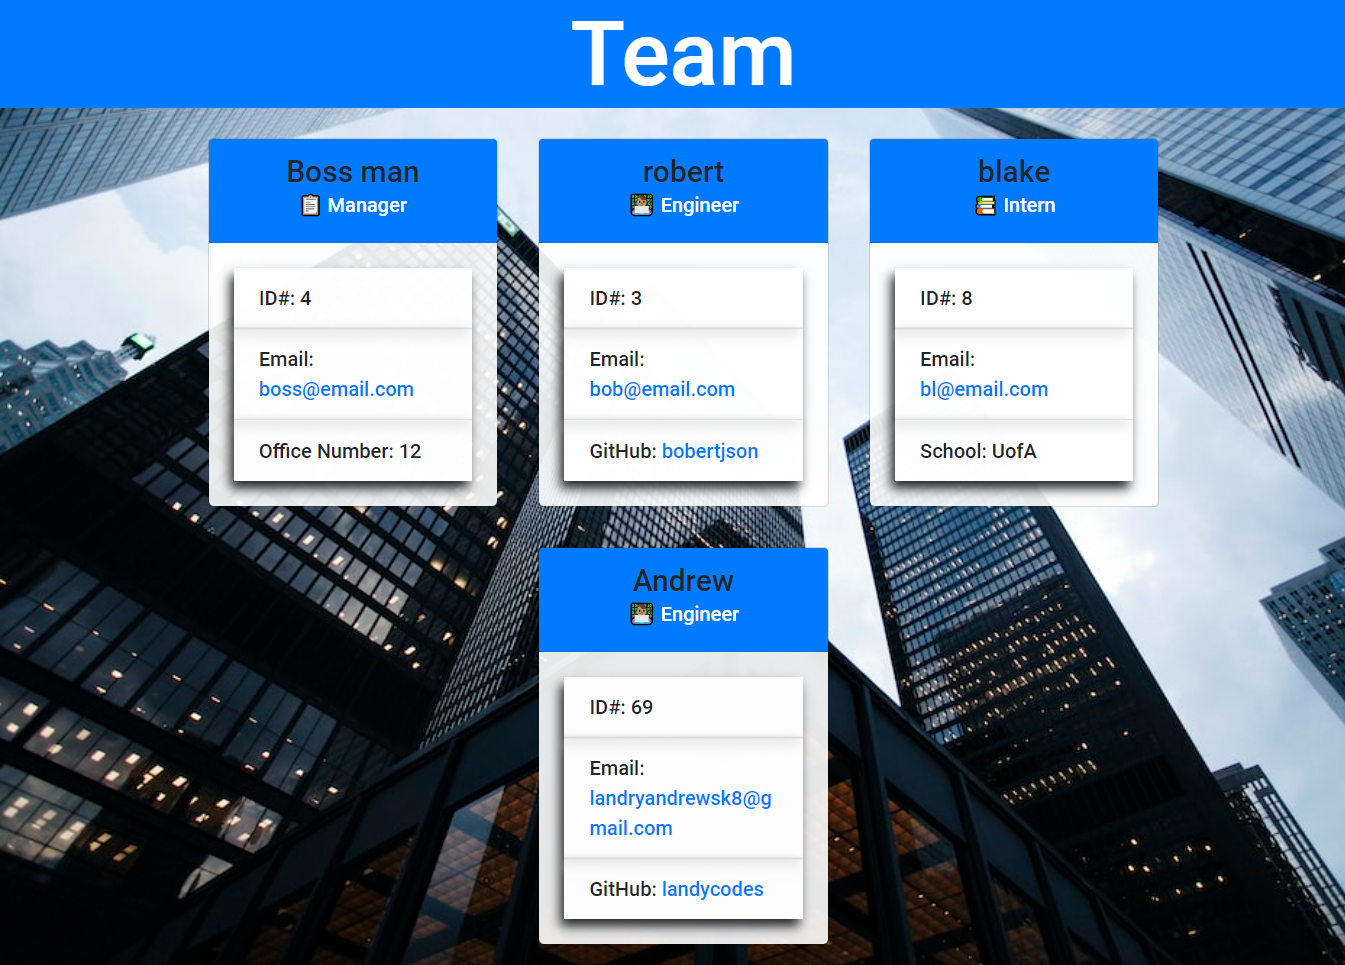 Team
Boss man
Manager
ID#: 4
Email:
boss@email.com
Office Number: 12
robert
Engineer
ID#: 3
Email:
bob@email.com
GitHub: bobertjson
blake
Intern
ID#: 8
Email:
bl@email.com
School: UofA
Andrew
Engineer
ID#: 69
Email:
landryandrewsk8@g
mail.com
GitHub: landycodes